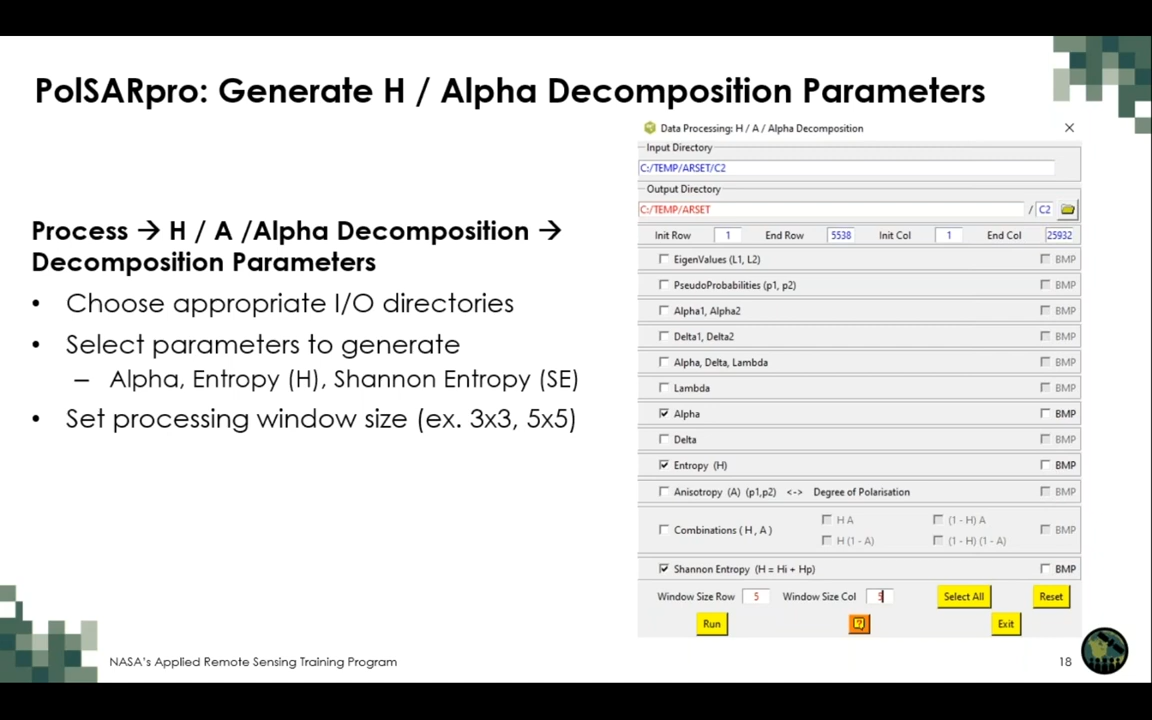 PolSARpro: Generate H / Alpha Decomposition Parameters
Process → H / A /Alpha Decomposition →
Decomposition Parameters
• Choose appropriate I/O directories
• Select parameters to generate
– Alpha, Entropy (H), Shannon Entropy (SE)
• Set processing window size (ex. 3x3, 5x5)
Data Processing: H / A / Alpha Decomposition
Input Directory
C:/TEMP/ARSET/C2
Output Directory
C:/TEMP/ARSET / C2
Init Row 1 End Row 5538 Init Col 1 End Col 25932
EigenValues (L1, L2) BMP
PseudoProbabilities (p1, p2) BMP
Alpha1, Alpha2 BMP
Delta1, Delta2 BMP
Alpha, Delta, Lambda BMP
Lambda BMP
Alpha BMP
Delta BMP
Entropy (H) BMP
Anisotropy (A) (p1,p2) <-> Degree of Polarisation BMP
Combinations ( H , A ) H A (1 - H) A BMP
H (1 - A) (1 - H) (1 - A)
Shannon Entropy (H = Hi + Hp) BMP
Window Size Row 5 Window Size Col 5 Select All Reset
Run Exit
NASA's Applied Remote Sensing Training Program
18